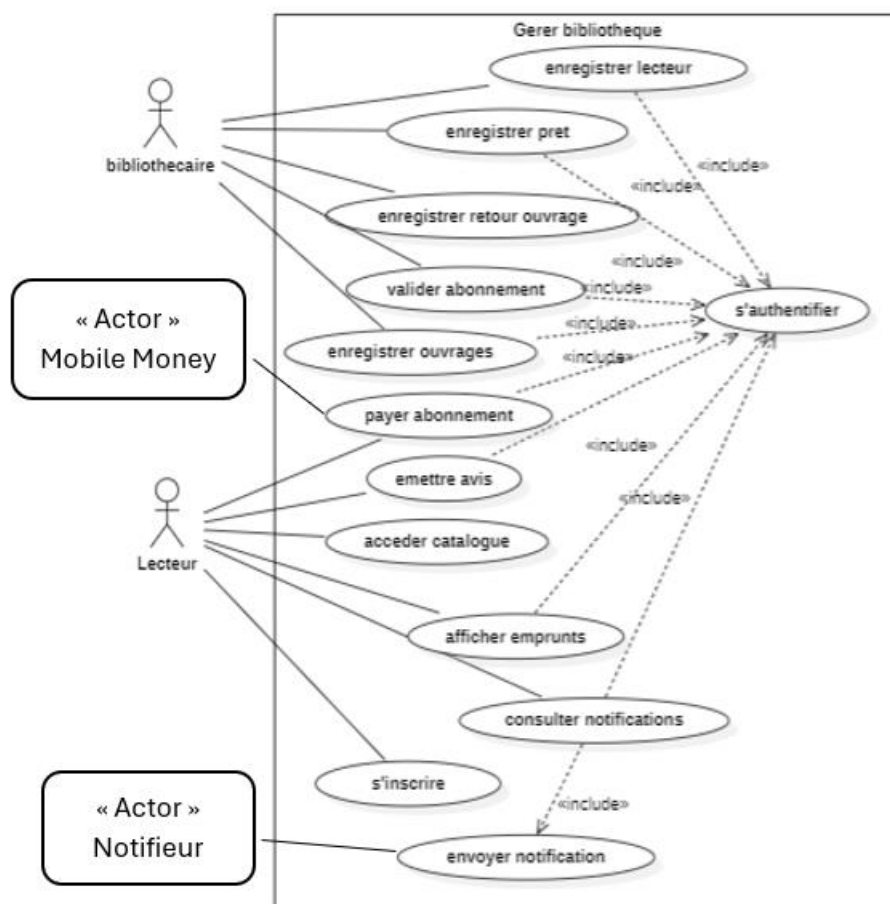 Gerer bibliotheque
enregistrer lecteur
bibliothecaire
enregistrer pret
«include»
«include»
enregistrer retour ouvrage
«include»
valider abonnement
«include»
s'authentifier
« Actor »
Mobile Money
enregistrer ouvrages
«include»
«include»
payer abonnement
«include»
emettre avis
«include»
Lecteur
acceder catalogue
afficher emprunts
consulter notifications
s'inscrire
«include»
« Actor »
Notifieur
envoyer notification